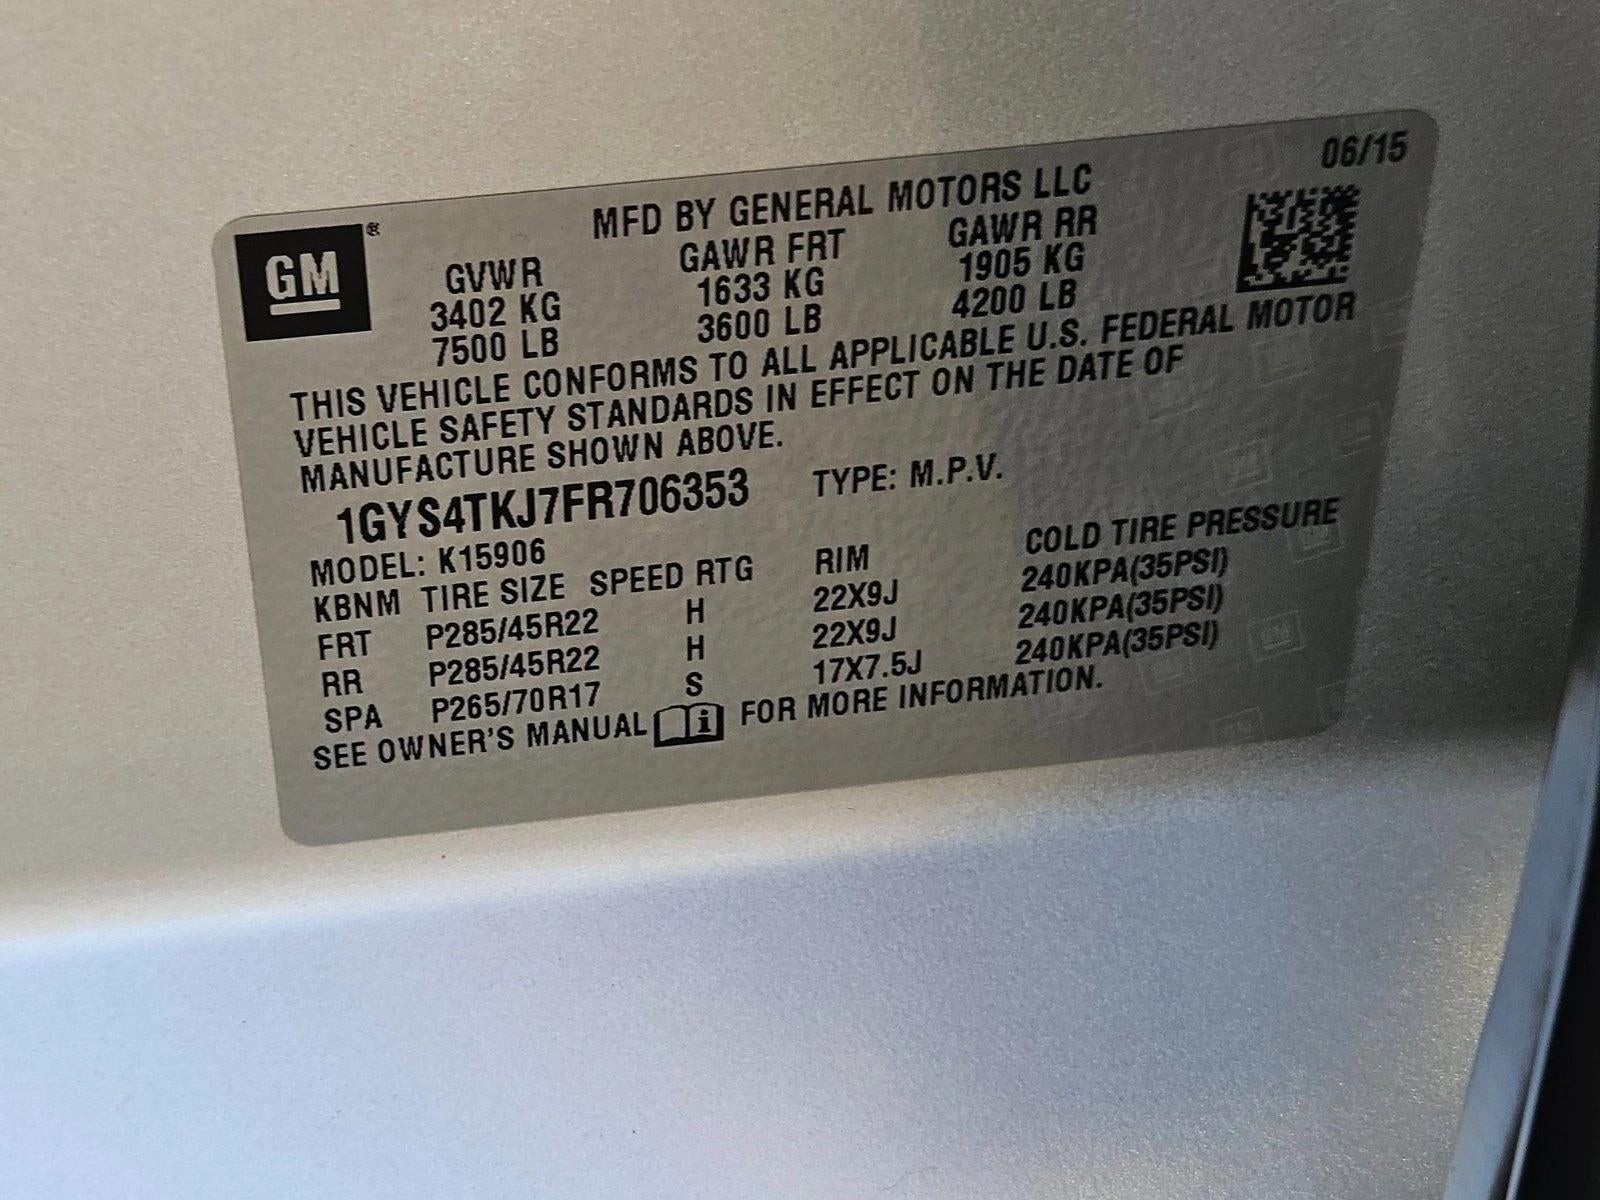 06/15
GM ®
MFD BY GENERAL MOTORS LLC
GVWR GAWR FRT GAWR RR
3402 KG 1633 KG 1905 KG
7500 LB 3600 LB 4200 LB
THIS VEHICLE CONFORMS TO ALL APPLICABLE U.S. FEDERAL MOTOR
VEHICLE SAFETY STANDARDS IN EFFECT ON THE DATE OF
MANUFACTURE SHOWN ABOVE.
1GYS4TKJ7FR706353 TYPE: M.P.V.
MODEL: K15906
KBNM TIRE SIZE SPEED RTG RIM COLD TIRE PRESSURE
FRT P285/45R22 H 22X9J 240KPA(35PSI)
RR P285/45R22 H 22X9J 240KPA(35PSI)
SPA P265/70R17 S 17X7.5J 240KPA(35PSI)
SEE OWNER'S MANUAL i FOR MORE INFORMATION.